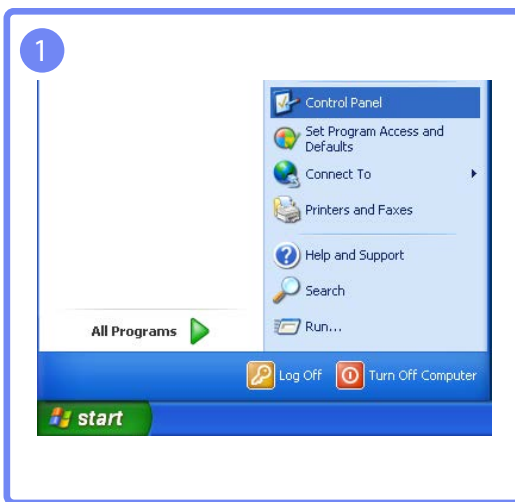 1
Control Panel
Set Program Access and
Defaults
Connect To
Printers and Faxes
Help and Support
Search
All Programs
Run...
Log Off
Turn Off Computer
start